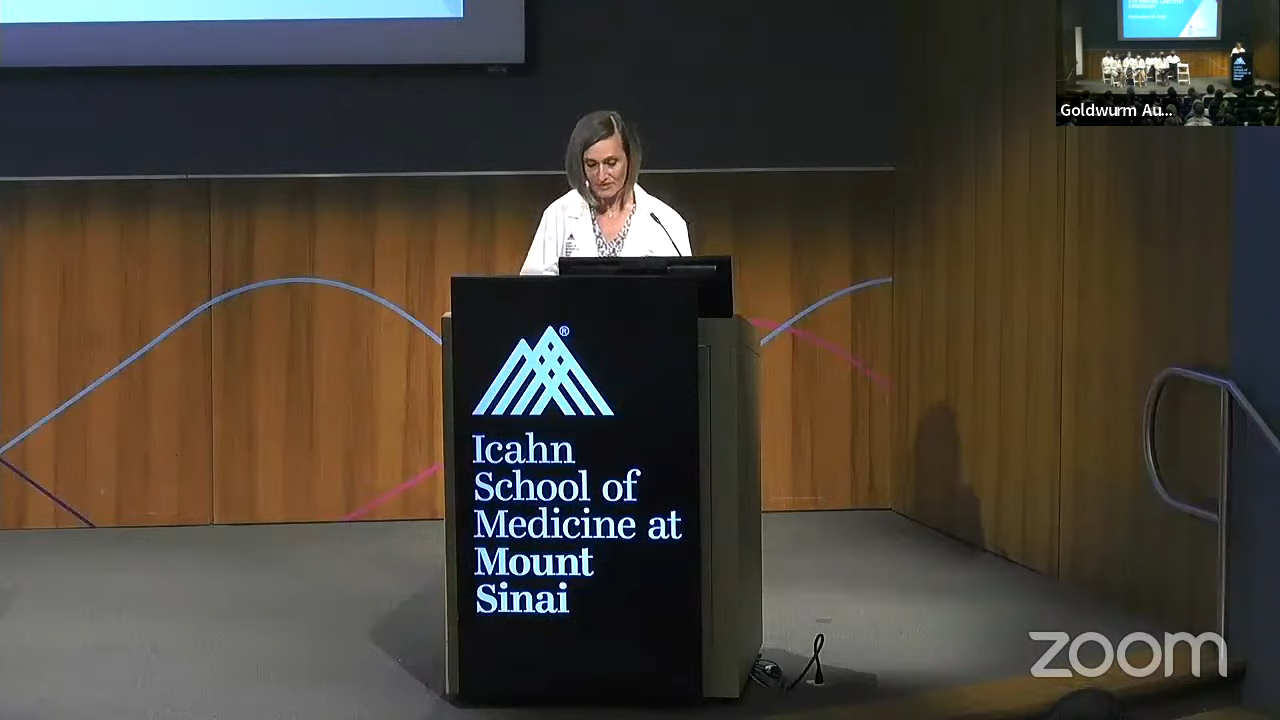 Goldwurm Au...
®
Icahn
School of
Medicine at
Mount
Sinai
zoom